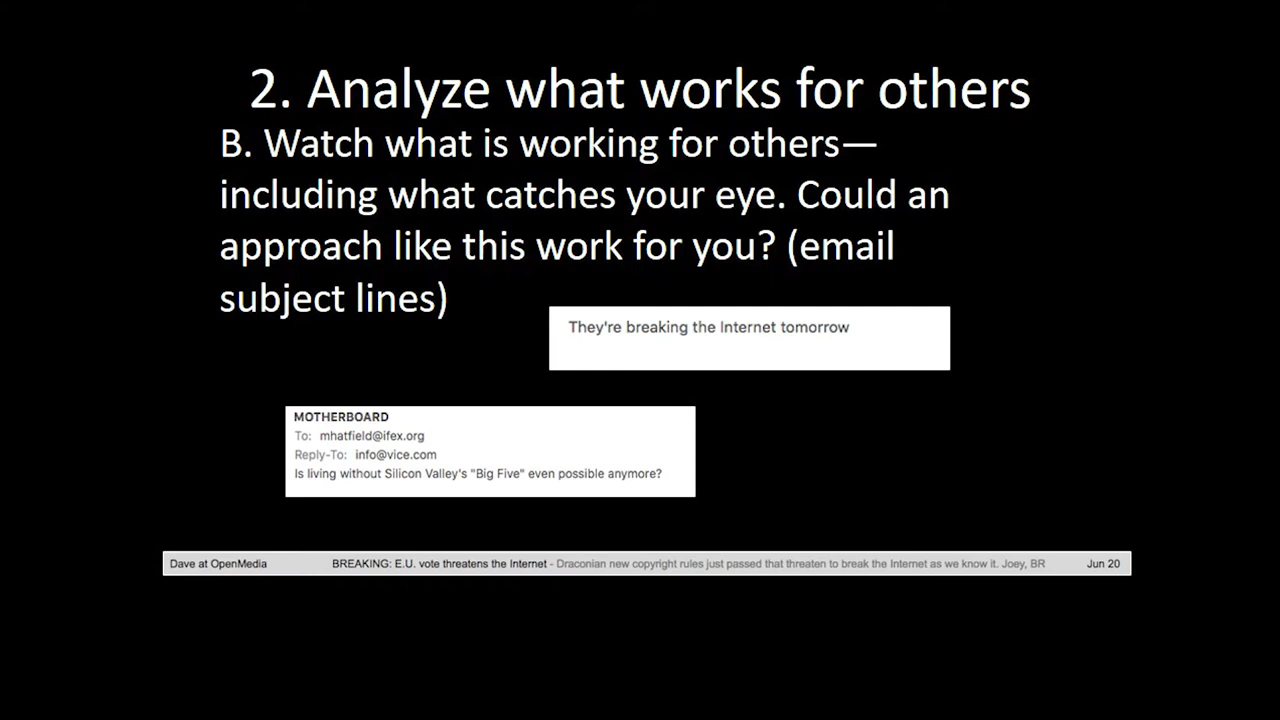 2. Analyze what works for others
B. Watch what is working for others—
including what catches your eye. Could an
approach like this work for you? (email
subject lines)
They're breaking the Internet tomorrow
MOTHERBOARD
To: mhatfield@ifex.org
Reply-To: info@vice.com
Is living without Silicon Valley's "Big Five" even possible anymore?
Dave at OpenMedia BREAKING: E.U. vote threatens the Internet - Draconian new copyright rules just passed that threaten to break the Internet as we know it. Joey, BR Jun 20